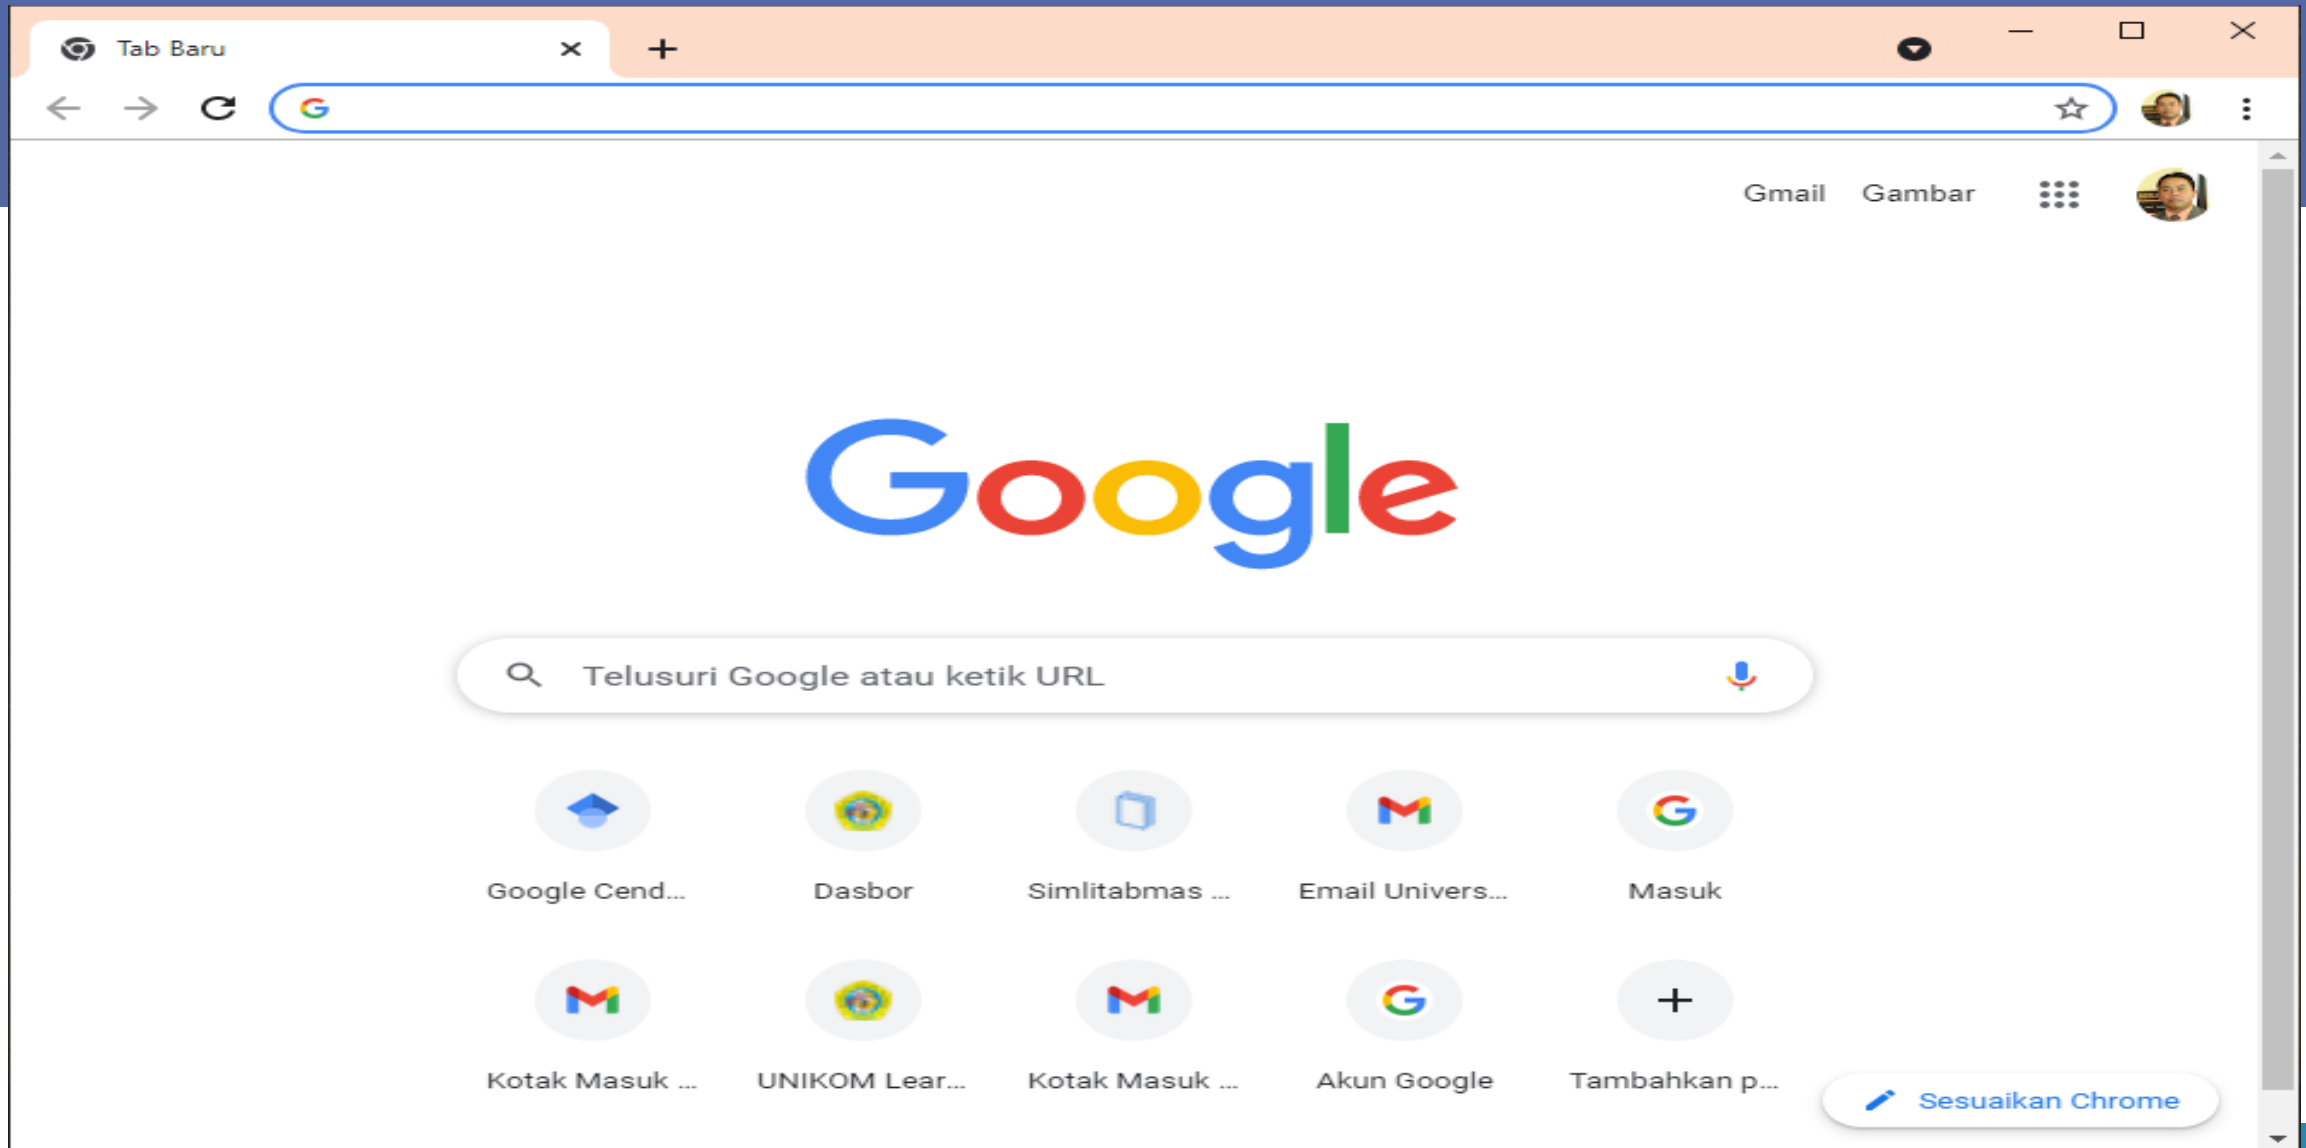 Tab Baru
Gmail Gambar
Google
Telusuri Google atau ketik URL
Google Cend... Dasbor Simlitabmas ... Email Univers... Masuk
Kotak Masuk ... UNIKOM Lear... Kotak Masuk ... Akun Google Tambahkan p...
Sesuaikan Chrome